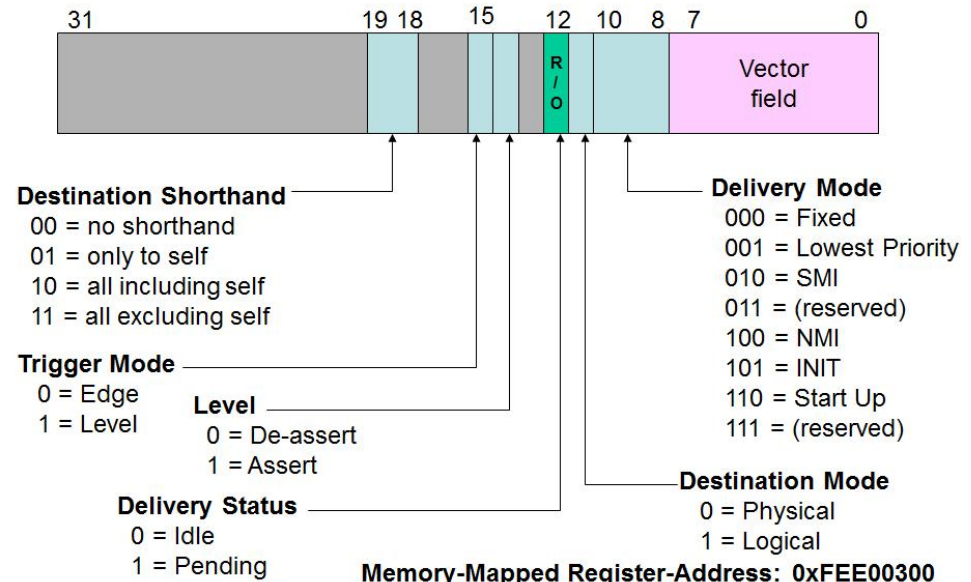 31 19 18 15 12 10 8 7 0
R / O
Vector
field
Destination Shorthand
00 = no shorthand
01 = only to self
10 = all including self
11 = all excluding self
Trigger Mode
0 = Edge
1 = Level
Level
0 = De-assert
1 = Assert
Delivery Status
0 = Idle
1 = Pending
Delivery Mode
000 = Fixed
001 = Lowest Priority
010 = SMI
011 = (reserved)
100 = NMI
101 = INIT
110 = Start Up
111 = (reserved)
Destination Mode
0 = Physical
1 = Logical
Memory-Mapped Register-Address: 0xFEE00300